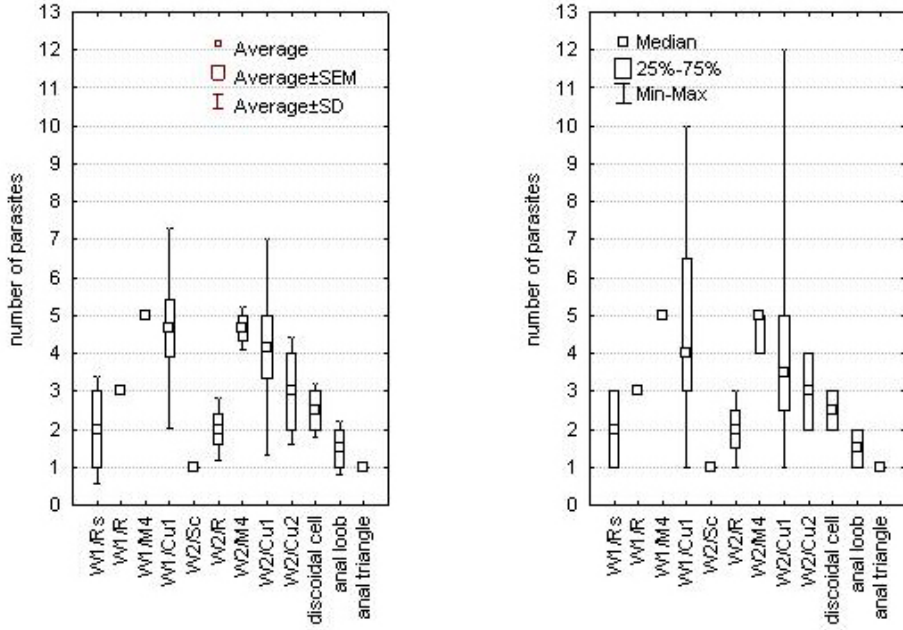 13
12
11
10
9
8
7
6
5
4
3
2
1
0
number of parasites
Average
Average±SEM
Average±SD
W1/Rs
W1/R
W1/M4
W1/Cu1
W2/Sc
W2/R
W2/M4
W2/Cu1
W2/Cu2
discoidal cell
anal loob
anal triangle
13
12
11
10
9
8
7
6
5
4
3
2
1
0
number of parasites
Median
25%-75%
Min-Max
W1/Rs
W1/R
W1/M4
W1/Cu1
W2/Sc
W2/R
W2/M4
W2/Cu1
W2/Cu2
discoidal cell
anal loob
anal triangle